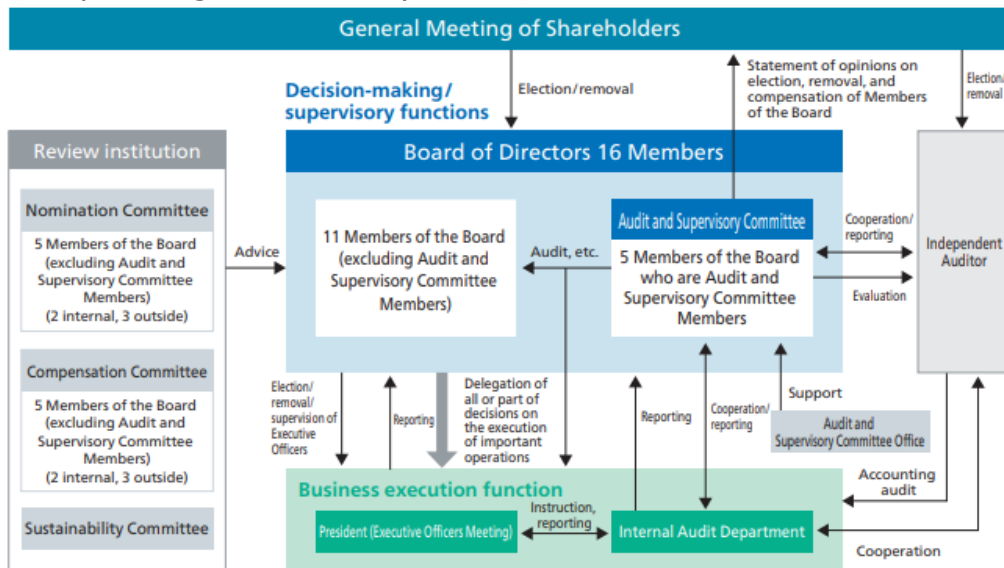 General Meeting of Shareholders
Decision-making/
supervisory functions
Election/removal
Statement of opinions on
election, removal, and
compensation of Members
of the Board
Election/
removal
Review institution
Nomination Committee
5 Members of the Board
(excluding Audit and
Supervisory Committee
Members)
(2 internal, 3 outside)
Compensation Committee
5 Members of the Board
(excluding Audit and
Supervisory Committee
Members)
(2 internal, 3 outside)
Sustainability Committee
Advice
Board of Directors 16 Members
11 Members of the Board
(excluding Audit and
Supervisory Committee
Members)
Audit, etc.
Audit and Supervisory Committee
5 Members of the Board
who are Audit and
Supervisory Committee
Members
Cooperation/
reporting
Evaluation
Independent
Auditor
Election/
removal/
supervision of
Executive
Officers
Reporting
Delegation of
all or part of
decisions on
the execution
of important
operations
Reporting
Cooperation/
reporting
Support
Audit and
Supervisory Committee Office
Accounting
audit
Business execution function
President (Executive Officers Meeting)
Instruction,
reporting
Internal Audit Department
Cooperation